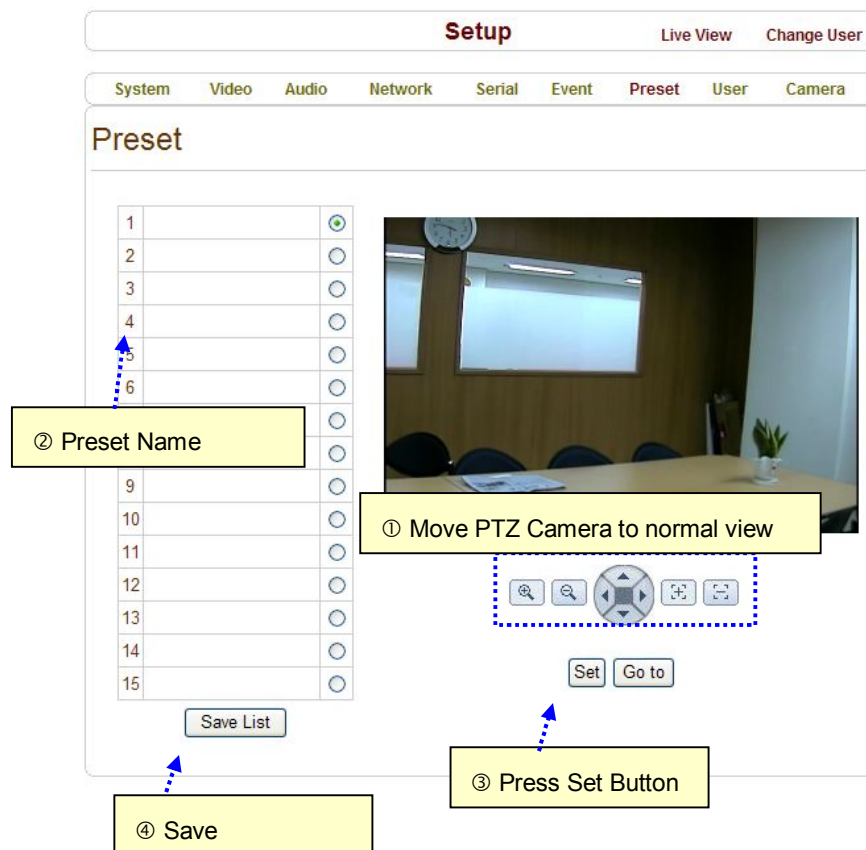 Setup Live View Change User
System Video Audio Network Serial Event Preset User Camera
Preset
1
2
3
4
5
6
② Preset Name
9
10
11
12
13
14
15
Save List
① Move PTZ Camera to normal view
Set Go to
③ Press Set Button
④ Save